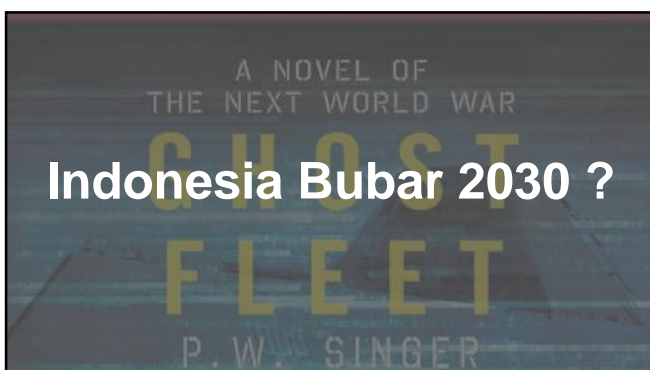 A NOVEL OF
THE NEXT WORLD WAR
GHOST
Indonesia Bubar 2030 ?
FLEET
P. W. SINGER